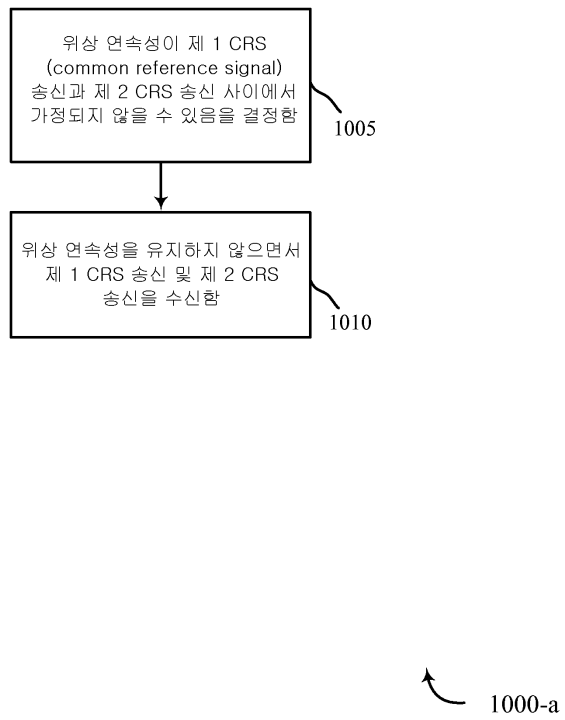 위상 연속성이 제 1 CRS
(common reference signal)
송신과 제 2 CRS 송신 사이에서
가정되지 않을 수 있음을 결정함
1005
위상 연속성을 유지하지 않으면서
제 1 CRS 송신 및 제 2 CRS
송신을 수신함
1010
1000-a